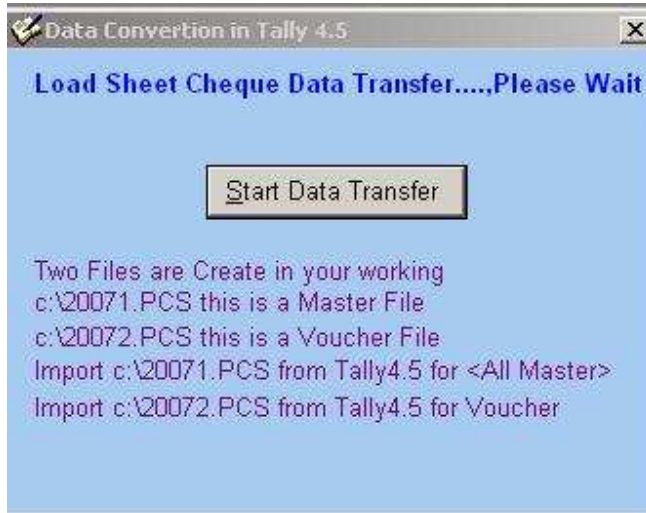 Data Convertion in Tally 4.5
Load Sheet Cheque Data Transfer....,Please Wait
Start Data Transfer
Two Files are Create in your working
c:\20071.PCS this is a Master File
c:\20072.PCS this is a Voucher File
Import c:\20071.PCS from Tally4.5 for <All Master>
Import c:\20072.PCS from Tally4.5 for Voucher